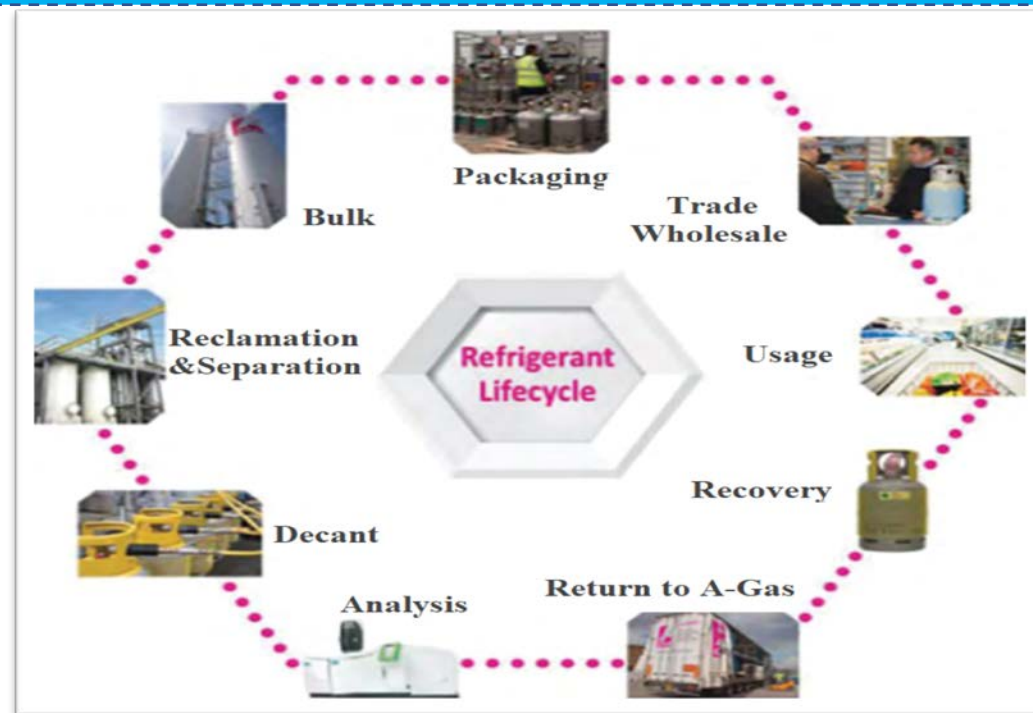 Packaging
Bulk
Trade
Wholesale
Reclamation
&Separation
Refrigerant
Lifecycle
Usage
Recovery
Decant
Return to A-Gas
Analysis